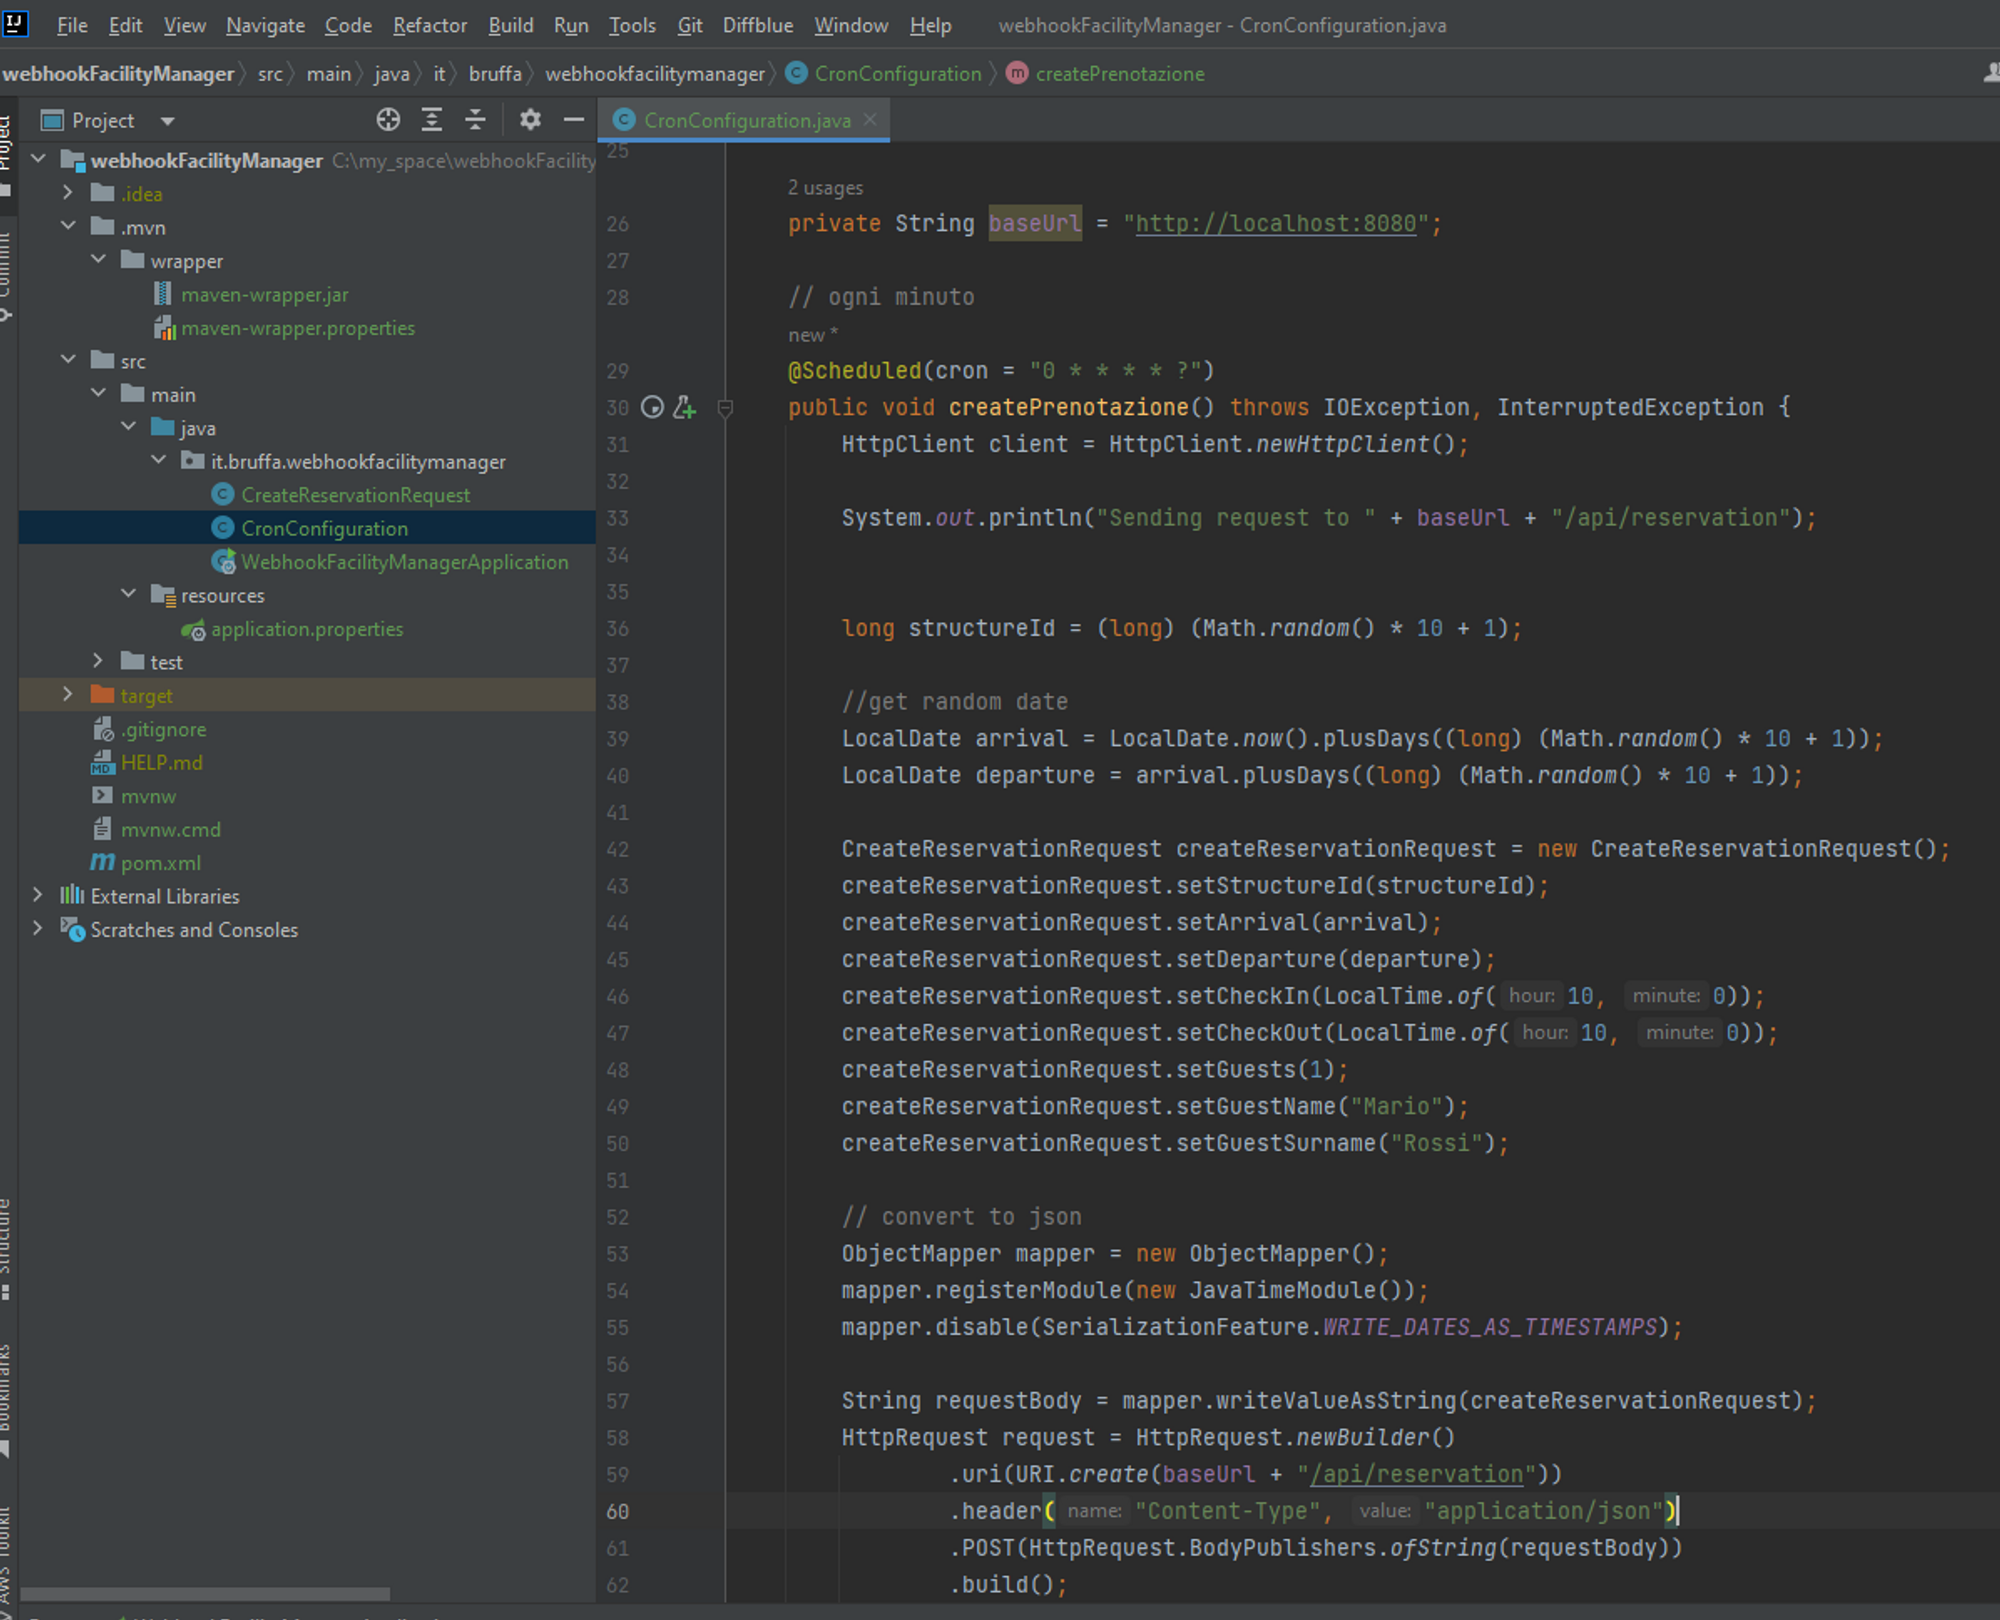 File Edit View Navigate Code Refactor Build Run Tools Git Diffblue Window Help webhookFacilityManager - CronConfiguration.java
webhookFacilityManager src main java it bruffa webhookfacilitymanager CronConfiguration createPrenotazione
Project
CronConfiguration.java
Project
Commit
Structure
Bookmarks
AWS Toolkit
webhookFacilityManager C:\my_space\webhookFacility
.idea
.mvn
wrapper
maven-wrapper.jar
maven-wrapper.properties
src
main
java
it.bruffa.webhookfacilitymanager
CreateReservationRequest
CronConfiguration
WebhookFacilityManagerApplication
resources
application.properties
test
target
.gitignore
HELP.md
mvnw
mvnw.cmd
pom.xml
External Libraries
Scratches and Consoles
25
2 usages
26 private String baseUrl = "http://localhost:8080";
27
28 // ogni minuto
new *
29 @Scheduled(cron = "0 * * * * ?")
30 public void createPrenotazione() throws IOException, InterruptedException {
31 HttpClient client = HttpClient.newHttpClient();
32
33 System.out.println("Sending request to " + baseUrl + "/api/reservation");
34
35
36 long structureId = (long) (Math.random() * 10 + 1);
37
38 //get random date
39 LocalDate arrival = LocalDate.now().plusDays((long) (Math.random() * 10 + 1));
40 LocalDate departure = arrival.plusDays((long) (Math.random() * 10 + 1));
41
42 CreateReservationRequest createReservationRequest = new CreateReservationRequest();
43 createReservationRequest.setStructureId(structureId);
44 createReservationRequest.setArrival(arrival);
45 createReservationRequest.setDeparture(departure);
46 createReservationRequest.setCheckIn(LocalTime.of( hour: 10, minute: 0));
47 createReservationRequest.setCheckOut(LocalTime.of( hour: 10, minute: 0));
48 createReservationRequest.setGuests(1);
49 createReservationRequest.setGuestName("Mario");
50 createReservationRequest.setGuestSurname("Rossi");
51
52 // convert to json
53 ObjectMapper mapper = new ObjectMapper();
54 mapper.registerModule(new JavaTimeModule());
55 mapper.disable(SerializationFeature.WRITE_DATES_AS_TIMESTAMPS);
56
57 String requestBody = mapper.writeValueAsString(createReservationRequest);
58 HttpRequest request = HttpRequest.newBuilder()
59 .uri(URI.create(baseUrl + "/api/reservation"))
60 .header( name: "Content-Type", value: "application/json")
61 .POST(HttpRequest.BodyPublishers.ofString(requestBody))
62 .build();